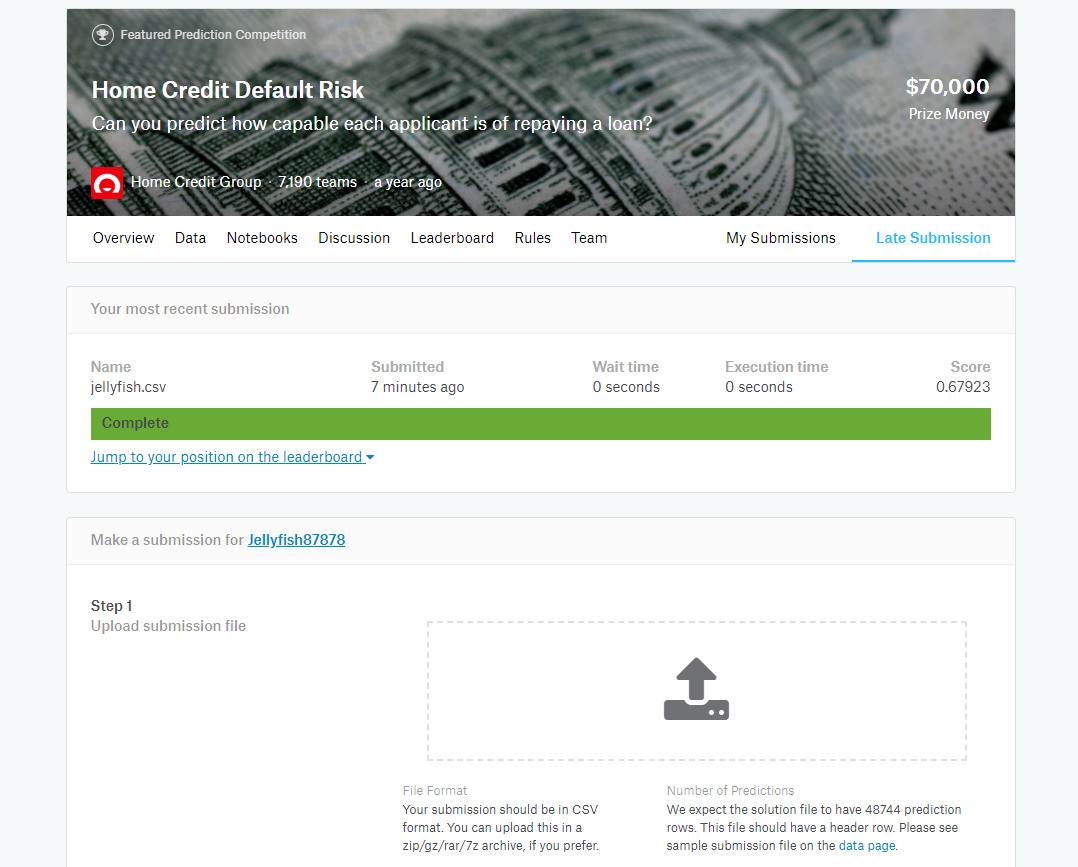 Featured Prediction Competition
Home Credit Default Risk
$70,000
Can you predict how capable each applicant is of repaying a loan?
Prize Money
Home Credit Group · 7,190 teams · a year ago
Overview Data Notebooks Discussion Leaderboard Rules Team My Submissions Late Submission
Your most recent submission
Name Submitted Wait time Execution time Score
jellyfish.csv 7 minutes ago 0 seconds 0 seconds 0.67923
Complete
Jump to your position on the leaderboard
Make a submission for Jellyfish87878
Step 1
Upload submission file
File Format
Your submission should be in CSV
format. You can upload this in a
zip/gz/rar/7z archive, if you prefer.
Number of Predictions
We expect the solution file to have 48744 prediction
rows. This file should have a header row. Please see
sample submission file on the data page.